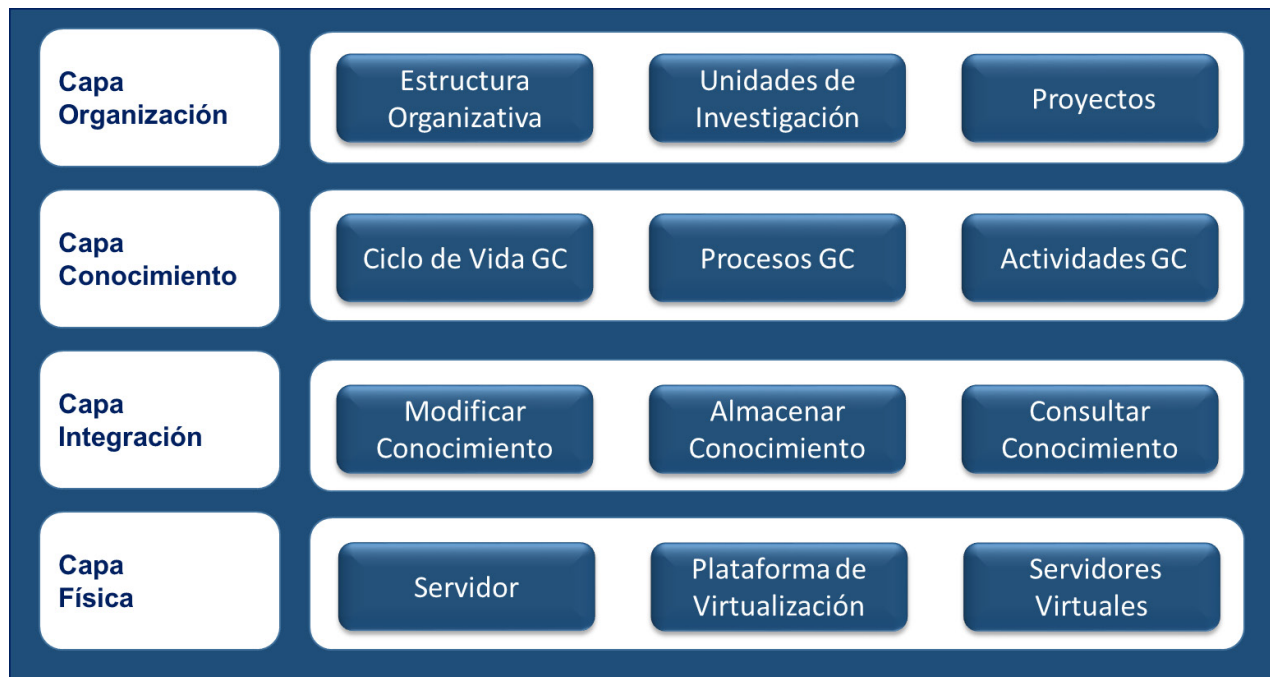 Capa
Organización
Estructura
Organizativa
Unidades de
Investigación
Proyectos
Capa
Conocimiento
Ciclo de Vida GC
Procesos GC
Actividades GC
Capa
Integración
Modificar
Conocimiento
Almacenar
Conocimiento
Consultar
Conocimiento
Capa
Física
Servidor
Plataforma de
Virtualización
Servidores
Virtuales